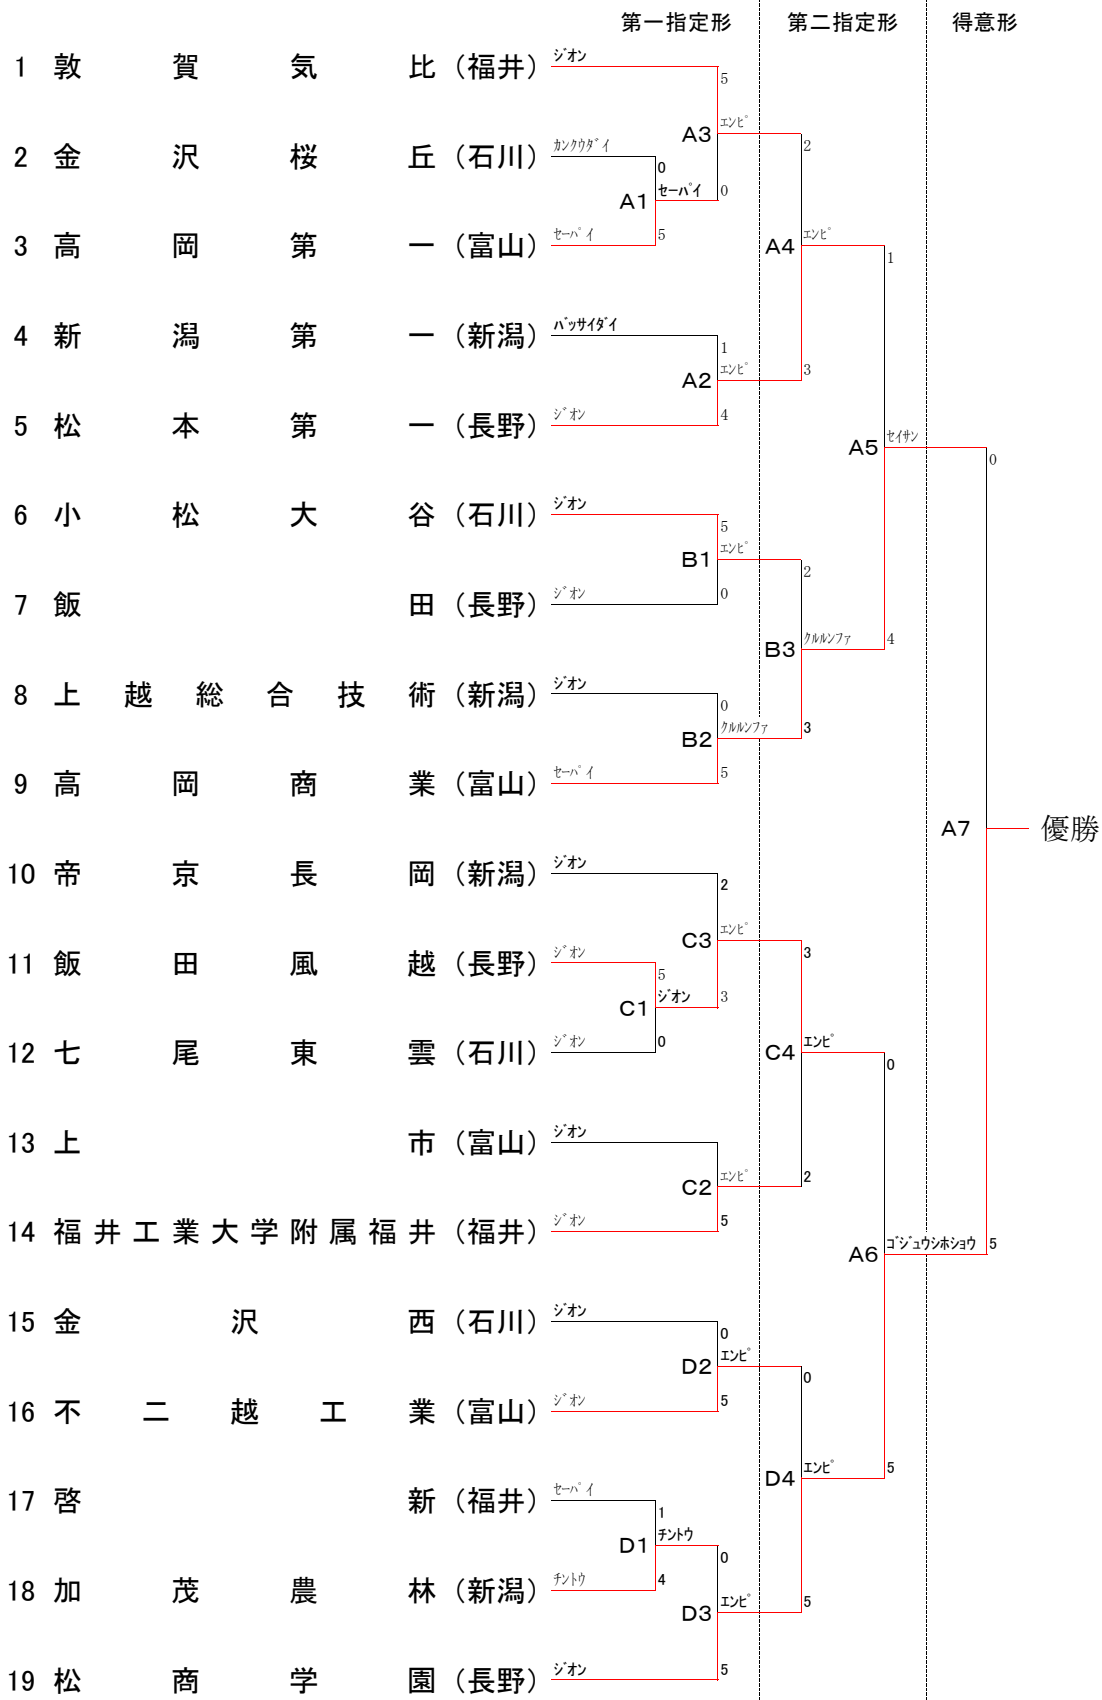 第一指定形 第二指定形 得意形
1 敦賀気比（福井） ジオン
5
A3 エンピ
2
2 金沢桜丘（石川） カンクウダイ
0
A1 セーパイ 0
3 高岡第一（富山） セーパイ
5
A4 エンピ
1
4 新潟第一（新潟） バッサイダイ
1
A2 エンピ
3
5 松本第一（長野） ジオン
4
A5 セイサン
0
6 小松大谷（石川） ジオン
5
B1 エンピ
2
7 飯田（長野） ジオン
0
B3 クルルンファ
4
8 上越総合技術（新潟） ジオン
0
B2 クルルンファ
3
9 高岡商業（富山） セーパイ
5
A7 優勝
10 帝京長岡（新潟） ジオン
2
C3 エンピ
3
11 飯田風越（長野） ジオン
5
C1 ジオン 3
12 七尾東雲（石川） ジオン
0
C4 エンピ
0
13 上市（富山） ジオン
C2 エンピ
2
14 福井工業大学附属福井（福井） ジオン
5
A6 ゴジュウシホショウ
5
15 金沢西（石川） ジオン
0
D2 エンピ
0
16 不二越工業（富山） ジオン
5
D4 エンピ
5
17 啓新（福井） セーパイ
1
D1 チントウ
0
18 加茂農林（新潟） チントウ
4
D3 エンピ
5
19 松商学園（長野） ジオン
5